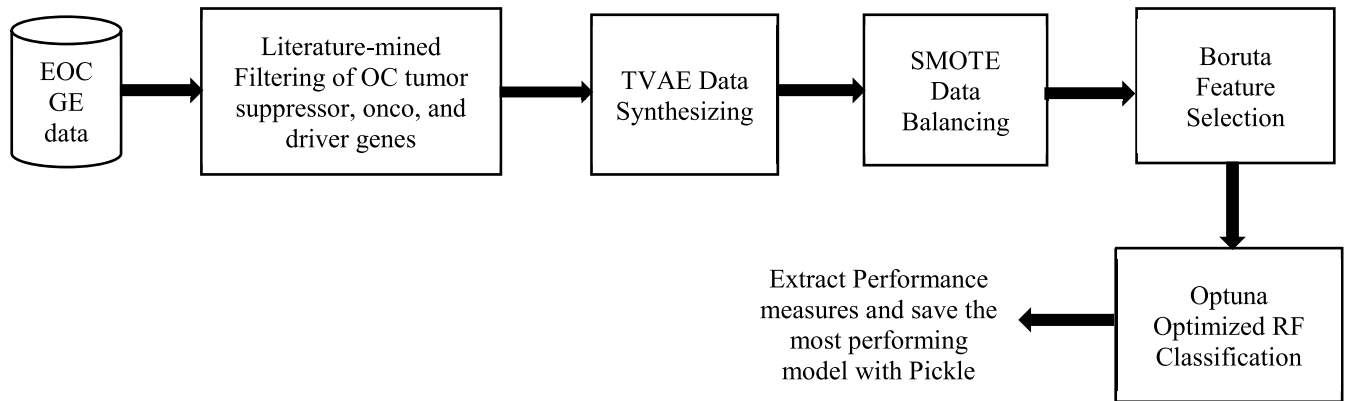 EOC
GE
data
Literature-mined
Filtering of OC tumor
suppressor, onco, and
driver genes
TVAE Data
Synthesizing
SMOTE
Data
Balancing
Boruta
Feature
Selection
Optuna
Optimized RF
Classification
Extract Performance
measures and save the
most performing
model with Pickle